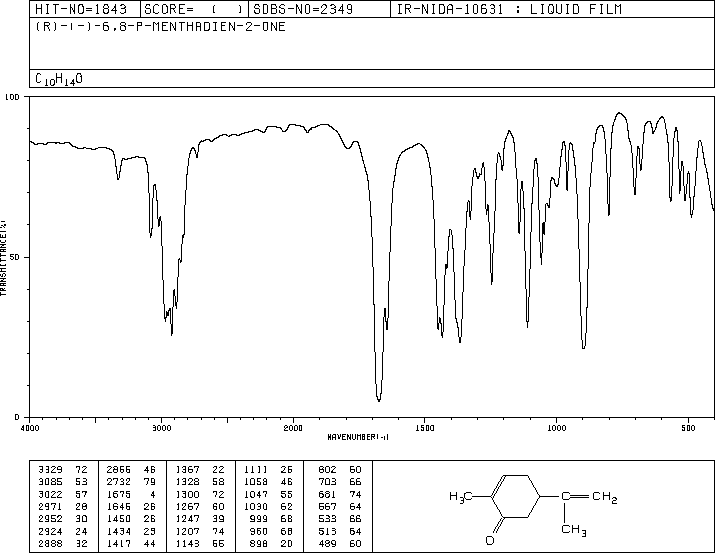 HIT-NO=1843 SCORE= ( ) SDBS-NO=2349 IR-NIDA-10631 : LIQUID FILM
(R)-(-)-6,8-P-MENTHADIEN-2-ONE
C10H14O
100
50
0
TRANSMITTANCE(%)
4000 3000 2000 1500 1000 500
WAVENUMBER(-1)
3329 72 2866 46 1367 22 1111 26 802 60
3085 53 2732 79 1328 58 1058 46 703 66
3022 57 1675 4 1300 72 1047 55 681 74
2971 28 1646 26 1267 60 1030 62 667 64
2952 30 1450 26 1247 39 999 68 533 66
2924 24 1434 23 1207 74 960 68 513 64
2888 32 1417 44 1143 55 898 20 489 60
H3C
C
CH2
CH3
O